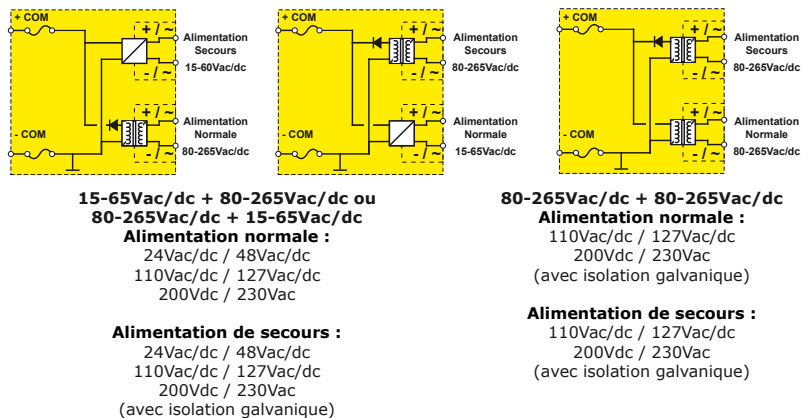 + COM
+ / ~
Alimentation
Secours
15-60Vac/dc
- / ~
+ / ~
Alimentation
Normale
80-265Vac/dc
- COM
- / ~
+ COM
+ / ~
Alimentation
Secours
80-265Vac/dc
- / ~
+ / ~
Alimentation
Normale
15-65Vac/dc
- COM
- / ~
+ COM
+ / ~
Alimentation
Secours
80-265Vac/dc
- / ~
+ / ~
Alimentation
Normale
80-265Vac/dc
- COM
- / ~
15-65Vac/dc + 80-265Vac/dc ou
80-265Vac/dc + 15-65Vac/dc
Alimentation normale :
24Vac/dc / 48Vac/dc
110Vac/dc / 127Vac/dc
200Vdc / 230Vac
Alimentation de secours :
24Vac/dc / 48Vac/dc
110Vac/dc / 127Vac/dc
200Vdc / 230Vac
(avec isolation galvanique)
80-265Vac/dc + 80-265Vac/dc
Alimentation normale :
110Vac/dc / 127Vac/dc
200Vdc / 230Vac
(avec isolation galvanique)
Alimentation de secours :
110Vac/dc / 127Vac/dc
200Vdc / 230Vac
(avec isolation galvanique)